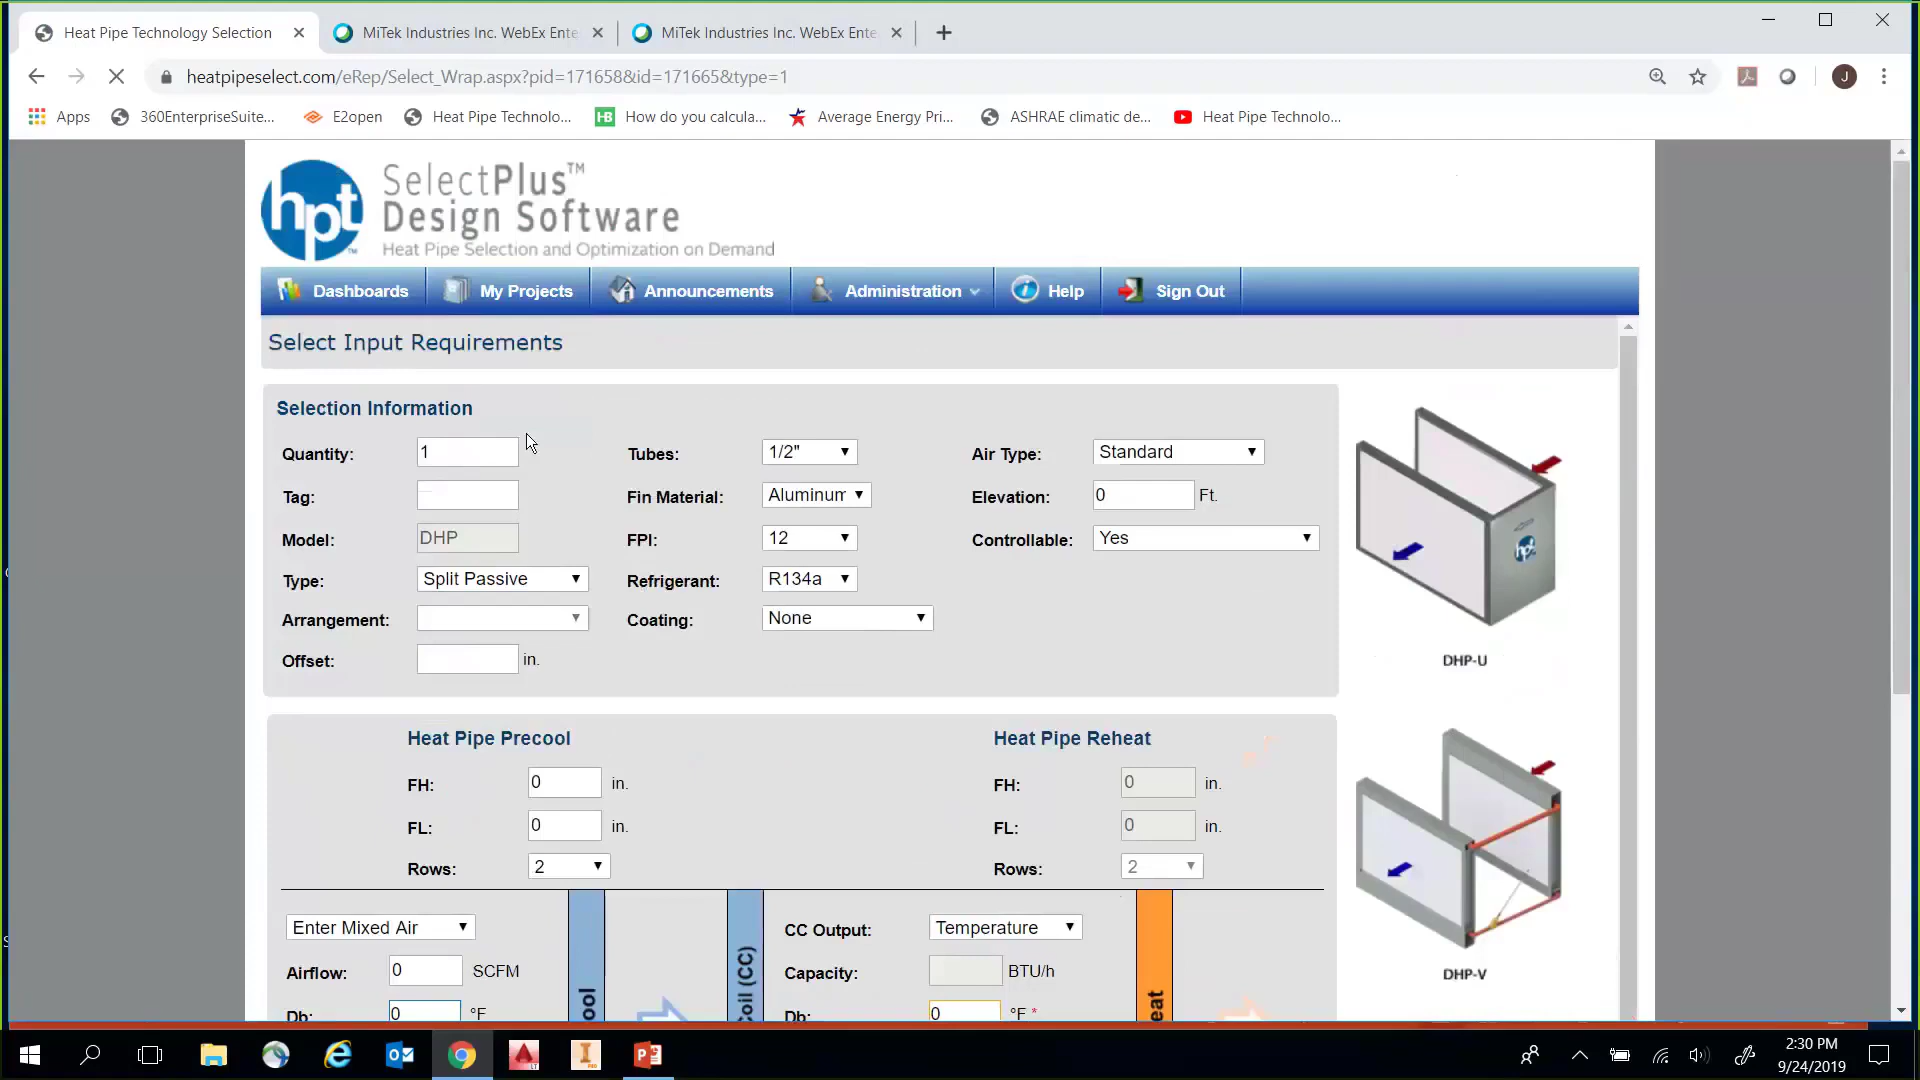 Heat Pipe Technology Selection
MiTek Industries Inc. WebEx Ente
MiTek Industries Inc. WebEx Ente
heatpipeselect.com/eRep/Select_Wrap.aspx?pid=171658&id=171665&type=1
J
Apps
360EnterpriseSuite...
E2open
Heat Pipe Technolo...
HB
How do you calcula...
Average Energy Pri...
ASHRAE climatic de...
Heat Pipe Technolo...
hpt
SelectPlus™
Design Software
Heat Pipe Selection and Optimization on Demand
Dashboards
My Projects
Announcements
Administration
Help
Sign Out
Select Input Requirements
Selection Information
Quantity: 1
Tubes: 1/2"
Air Type: Standard
Tag:
Fin Material: Aluminum
Elevation: 0 Ft.
Model: DHP
FPI: 12
Controllable: Yes
Type: Split Passive
Refrigerant: R134a
Arrangement:
Coating: None
Offset: in.
hpt
DHP-U
Heat Pipe Precool
Heat Pipe Reheat
FH: 0 in.
FH: 0 in.
FL: 0 in.
FL: 0 in.
Rows: 2
Rows: 2
Enter Mixed Air
CC Output: Temperature
Airflow: 0 SCFM
Capacity: BTU/h
Db: 0 °F
Db: 0 °F *
ool
Coil (CC)
eat
DHP-V
2:30 PM
9/24/2019